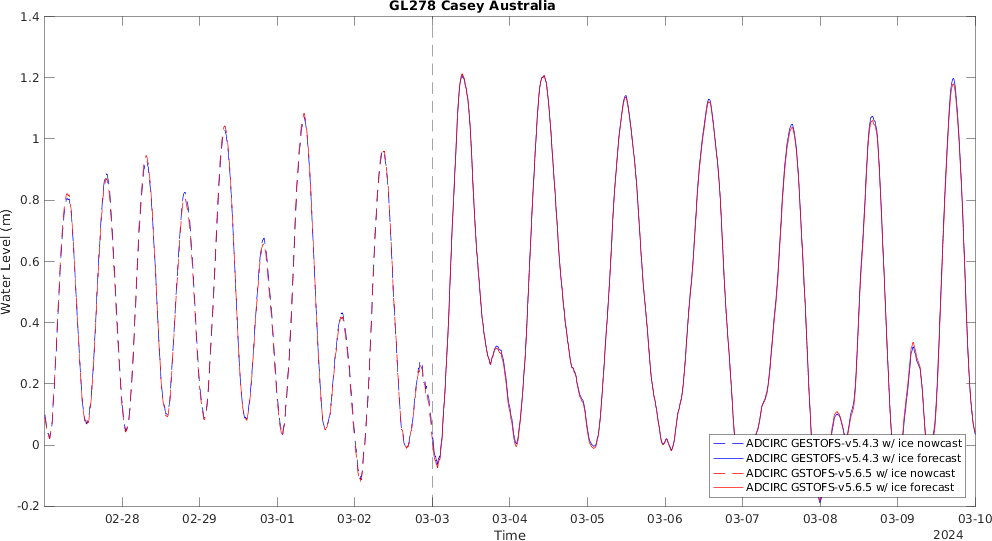 GL278 Casey Australia
1.4
1.2
1
0.8
0.6
0.4
0.2
0
-0.2
Water Level (m)
02-28 02-29 03-01 03-02 03-03 03-04 03-05 03-06 03-07 03-08 03-09 03-10
Time
2024
ADCIRC GESTOFS-v5.4.3 w/ ice nowcast
ADCIRC GESTOFS-v5.4.3 w/ ice forecast
ADCIRC GSTOFS-v5.6.5 w/ ice nowcast
ADCIRC GSTOFS-v5.6.5 w/ ice forecast